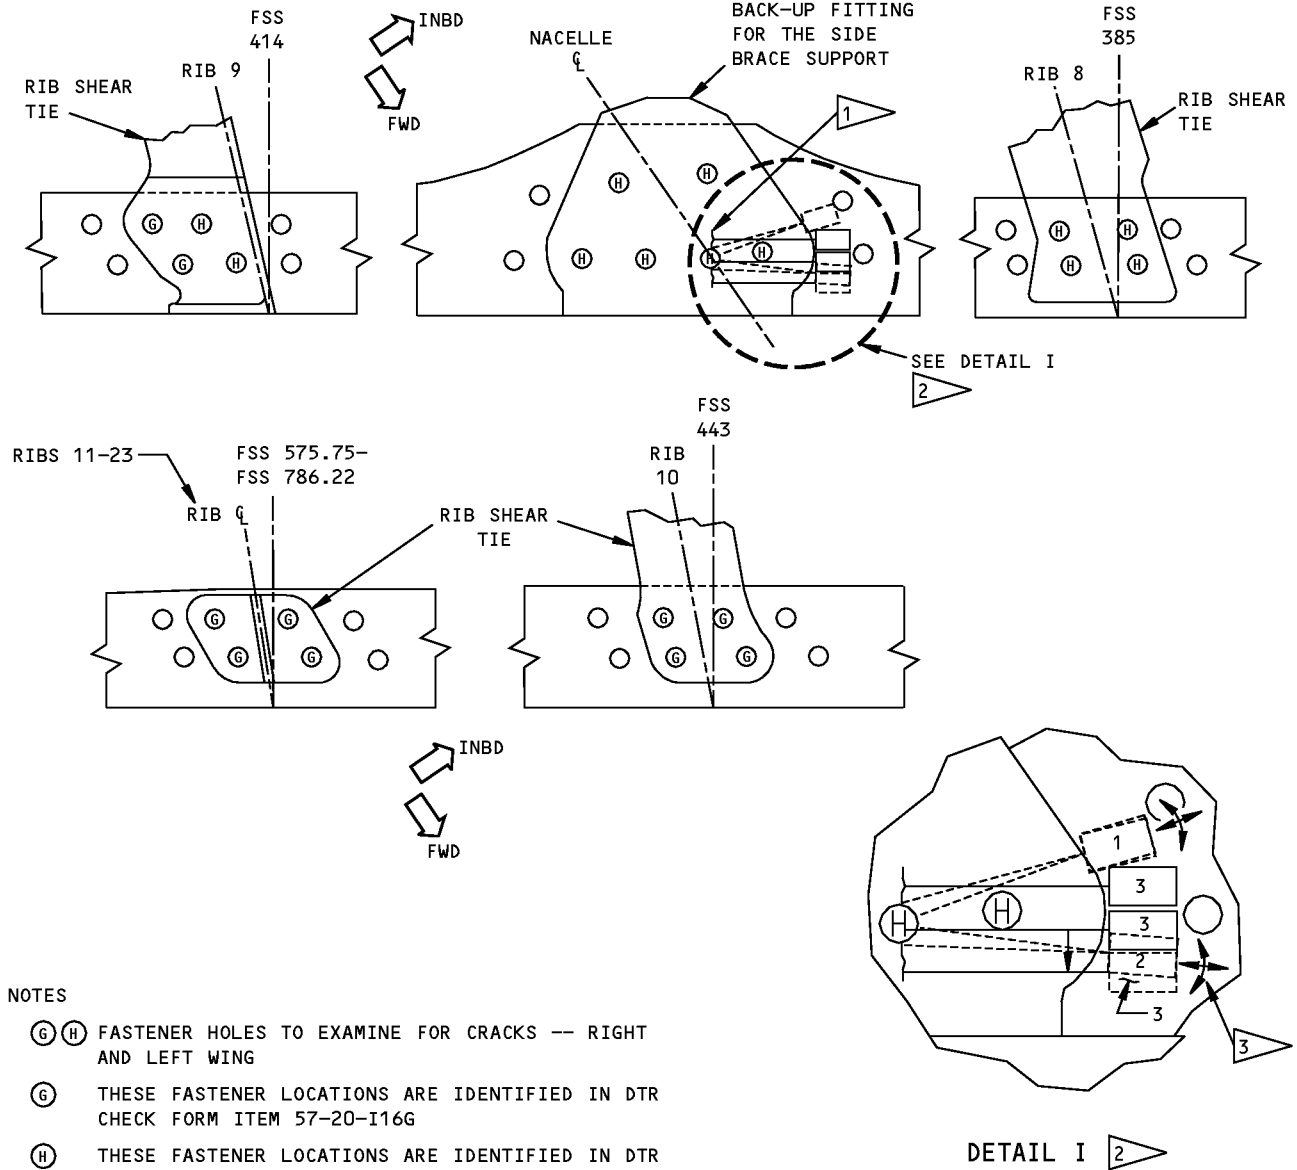 FSS
414
INBD
FWD
RIB 9
RIB SHEAR
TIE
G
H
G
H
NACELLE
℄
BACK-UP FITTING
FOR THE SIDE
BRACE SUPPORT
1
H
H
H
H
H
H
SEE DETAIL I
2
FSS
385
RIB 8
RIB SHEAR
TIE
H
H
H
H
RIBS 11-23
FSS 575.75-
FSS 786.22
RIB ℄
RIB SHEAR
TIE
G
G
G
G
FSS
443
RIB
10
G
G
G
G
INBD
FWD
1
3
3
2
3
H
H
3
DETAIL I
2
NOTES
G H FASTENER HOLES TO EXAMINE FOR CRACKS -- RIGHT
AND LEFT WING
G THESE FASTENER LOCATIONS ARE IDENTIFIED IN DTR
CHECK FORM ITEM 57-20-I16G
H THESE FASTENER LOCATIONS ARE IDENTIFIED IN DTR